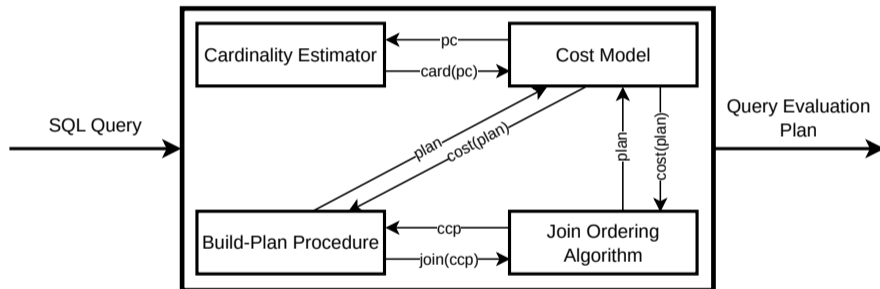 pc
Cardinality Estimator
Cost Model
card(pc)
SQL Query
Query Evaluation
Plan
plan
cost(plan)
plan
cost(plan)
ccp
Build-Plan Procedure
Join Ordering
Algorithm
join(ccp)